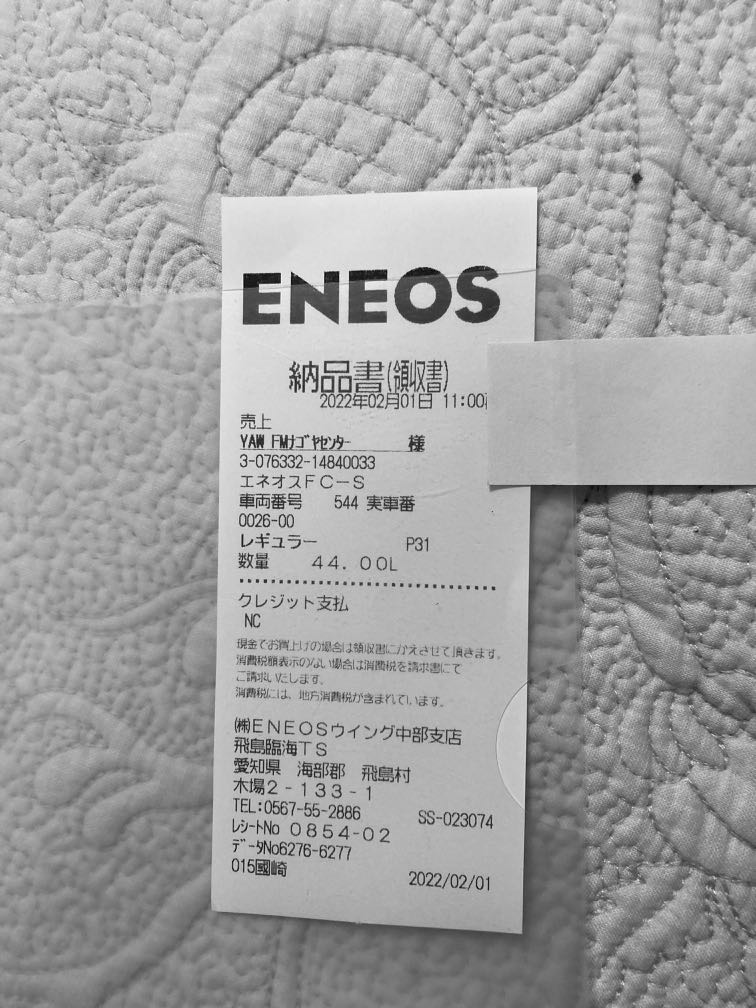 ENEOS
納品書(領収書)
2022年02月01日 11:00
売上
YAW FMナゴヤセンター 様
3-076332-14840033
エネオスFC-S
車両番号 544 実車番
0026-00
レギュラー P31
数量 44.00L
クレジット支払
NC
現金でお買上げの場合は領収書にかえさせて頂きます。
消費税額表示のない場合は消費税を請求書にて
ご請求いたします。
消費税には、地方消費税が含まれています。
㈱ENEOSウイング中部支店
飛島臨海TS
愛知県 海部郡 飛島村
木場2-133-1
TEL:0567-55-2886 SS-023074
レシートNo 0854-02
データNo6276-6277
015國崎 2022/02/01